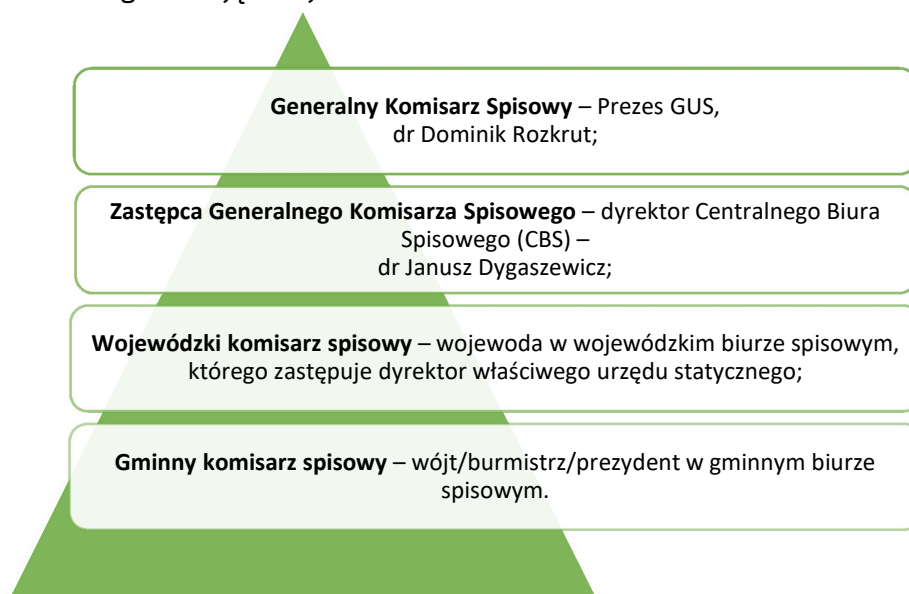 Generalny Komisarz Spisowy – Prezes GUS,
dr Dominik Rozkrut;
Zastępca Generalnego Komisarza Spisowego – dyrektor Centralnego Biura
Spisowego (CBS) –
dr Janusz Dygaszewicz;
Wojewódzki komisarz spisowy – wojewoda w wojewódzkim biurze spisowym,
którego zastępuje dyrektor właściwego urzędu statycznego;
Gminny komisarz spisowy – wójt/burmistrz/prezydent w gminnym biurze
spisowym.